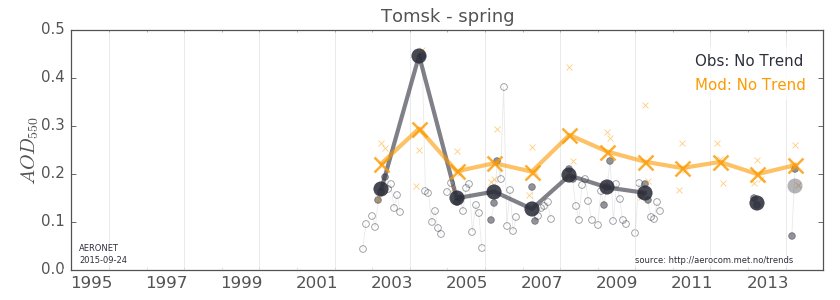 Tomsk - spring
0.5
0.4
0.3
0.2
0.1
0.0
AOD550
Obs: No Trend
Mod: No Trend
AERONET
2015-09-24
source: http://aerocom.met.no/trends
1995 1997 1999 2001 2003 2005 2007 2009 2010 2013